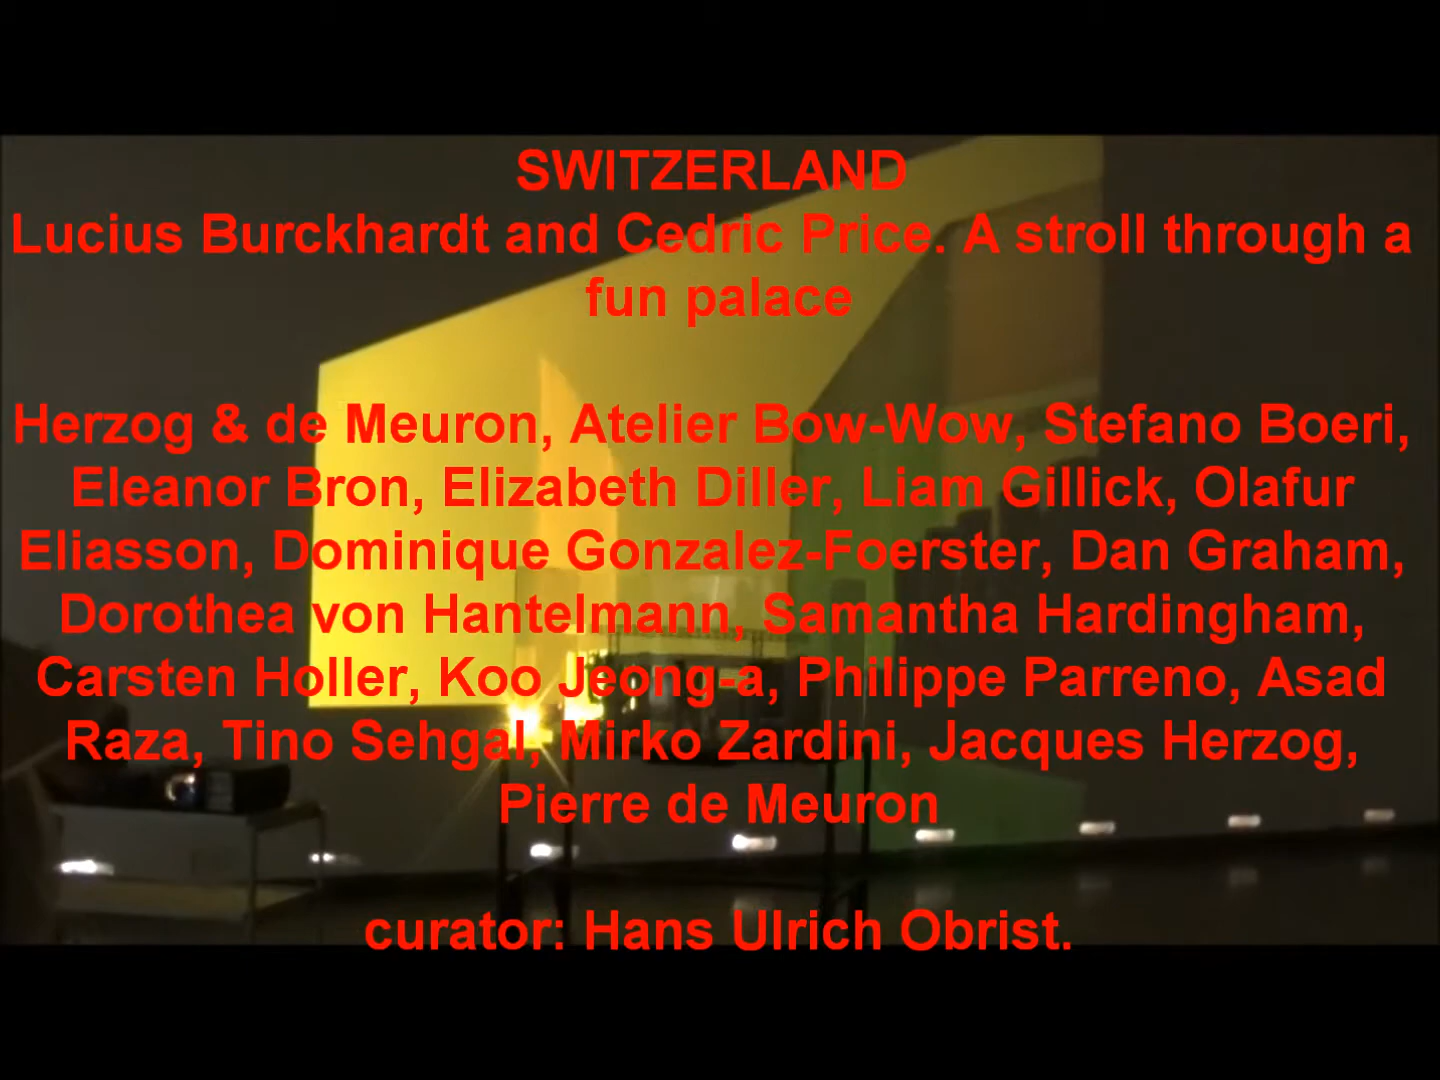 SWITZERLAND
Lucius Burckhardt and Cedric Price. A stroll through a
fun palace
Herzog & de Meuron, Atelier Bow-Wow, Stefano Boeri,
Eleanor Bron, Elizabeth Diller, Liam Gillick, Olafur
Eliasson, Dominique Gonzalez-Foerster, Dan Graham,
Dorothea von Hantelmann, Samantha Hardingham,
Carsten Holler, Koo Jeong-a, Philippe Parreno, Asad
Raza, Tino Sehgal, Mirko Zardini, Jacques Herzog,
Pierre de Meuron
curator: Hans Ulrich Obrist.